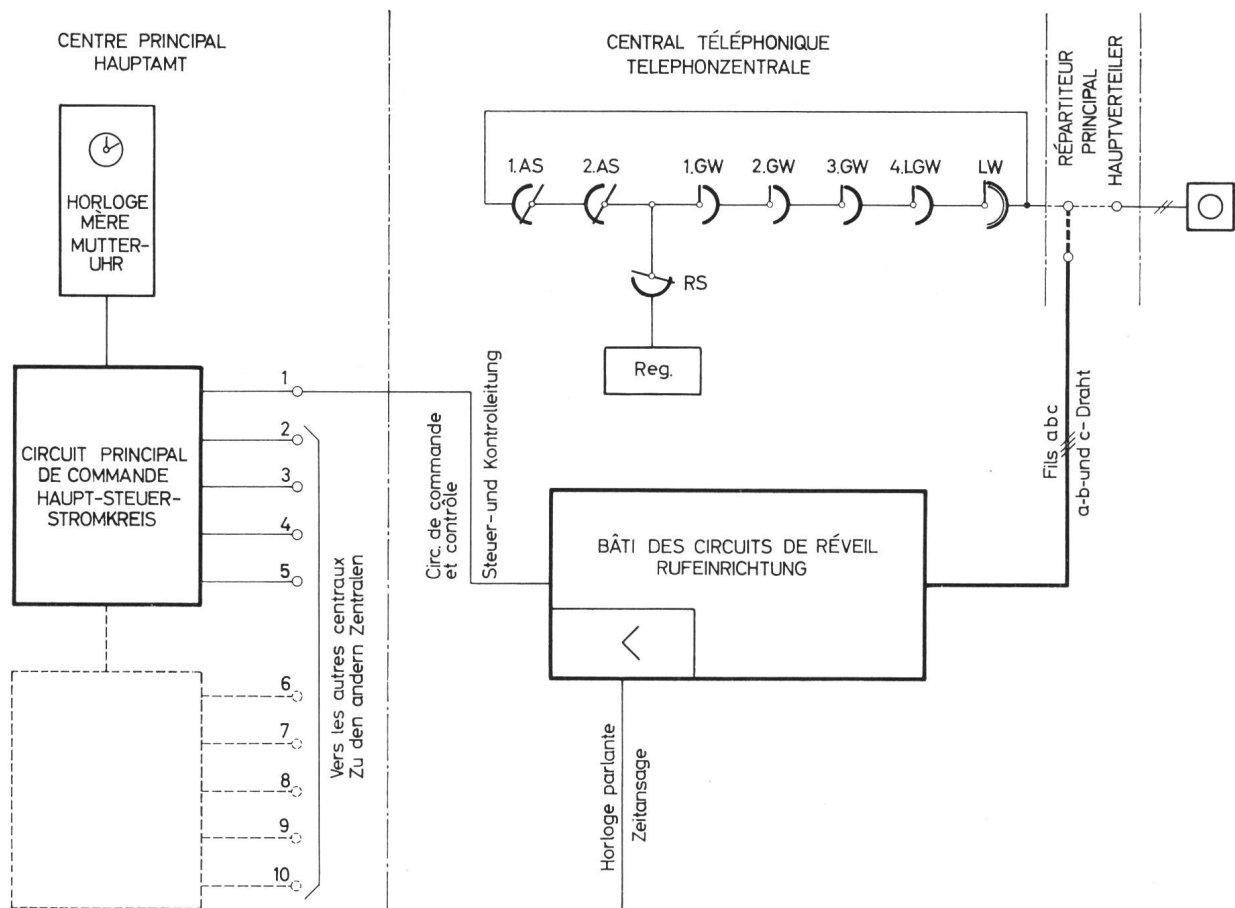 CENTRE PRINCIPAL
HAUPTAMT
HORLOGE
MÈRE
MUTTER-
UHR
CIRCUIT PRINCIPAL
DE COMMANDE
HAUPT-STEUER-
STROMKREIS
1
2
3
4
5
6
7
8
9
10
Vers les autres centraux
Zu den andern Zentralen
CENTRAL TÉLÉPHONIQUE
TELEPHONZENTRALE
1.AS
2.AS
1.GW
2.GW
3.GW
4.LGW
LW
RS
Reg.
RÉPARTITEUR
PRINCIPAL
HAUPTVERTEILER
Circ. de commande
et contrôle
Steuer- und Kontrolleitung
BÂTI DES CIRCUITS DE RÉVEIL
RUFEINRICHTUNG
Fils abc
a-b-und c-Draht
Horloge parlante
Zeitansage